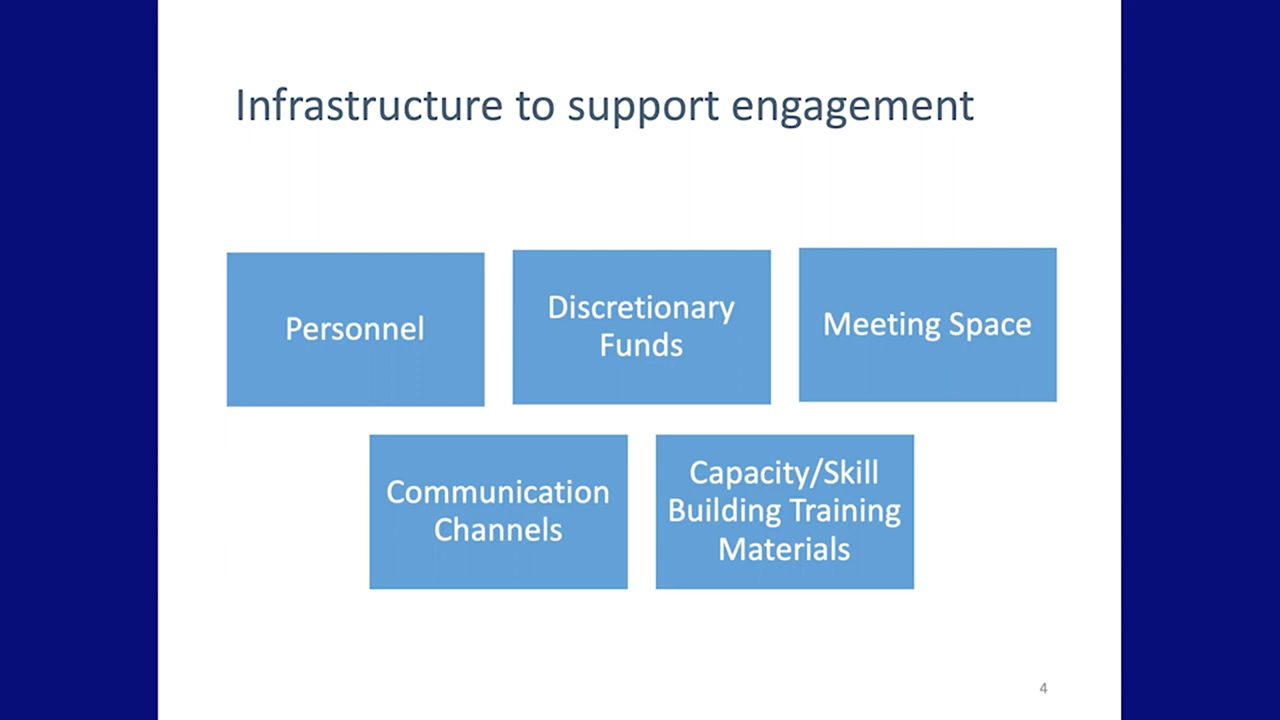 Infrastructure to support engagement
Personnel
Discretionary
Funds
Meeting Space
Communication
Channels
Capacity/Skill
Building Training
Materials
4